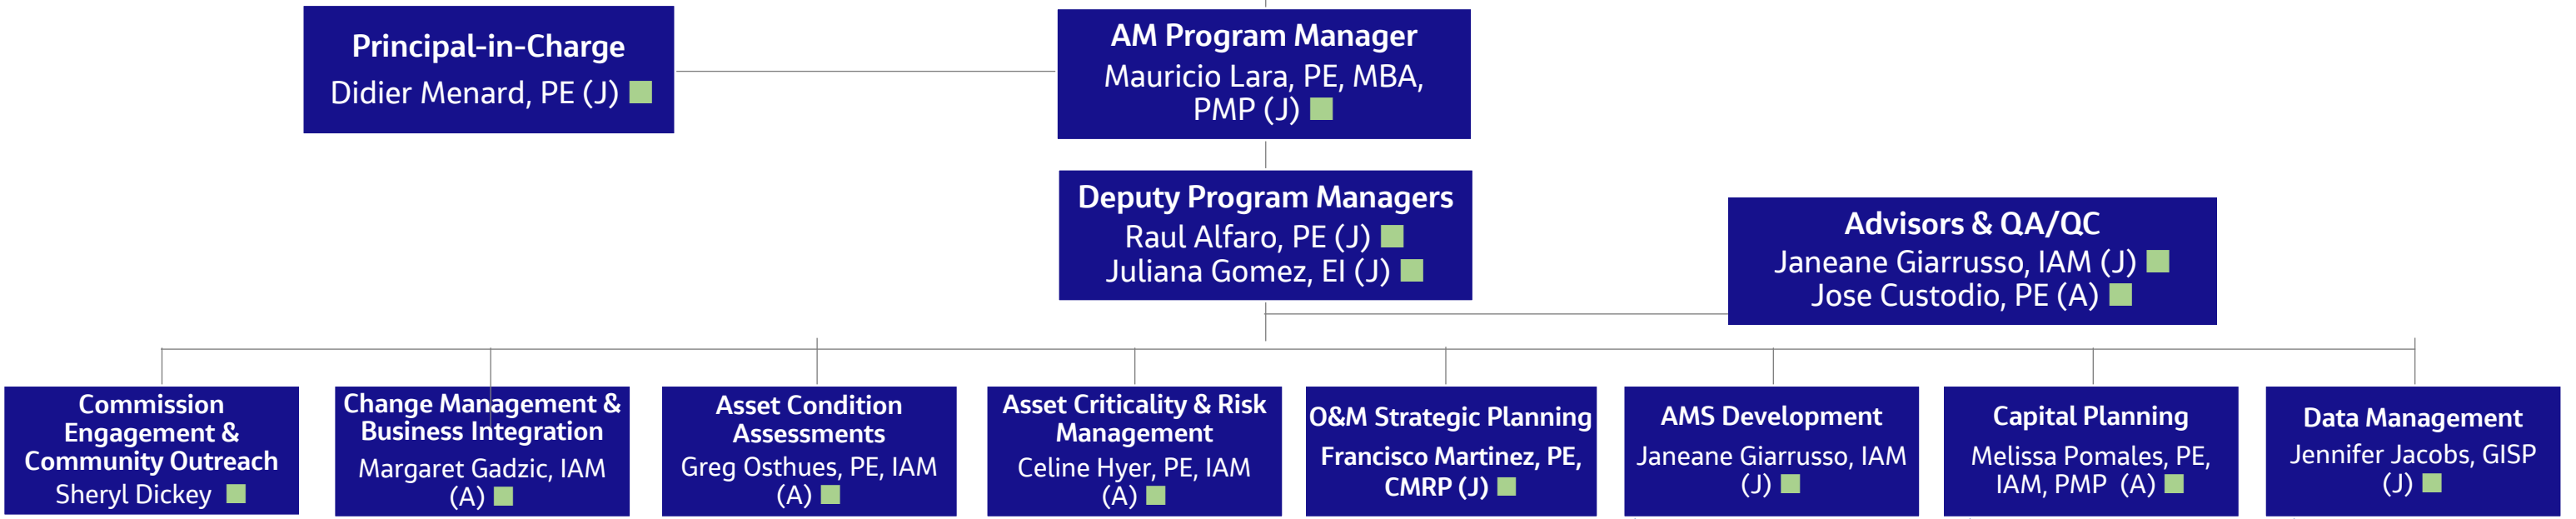 Principal-in-Charge
Didier Menard, PE (J)
AM Program Manager
Mauricio Lara, PE, MBA,
PMP (J)
Deputy Program Managers
Raul Alfaro, PE (J)
Juliana Gomez, EI (J)
Advisors & QA/QC
Janeane Giarrusso, IAM (J)
Jose Custodio, PE (A)
Commission
Engagement &
Community Outreach
Sheryl Dickey
Change Management &
Business Integration
Margaret Gadzic, IAM
(A)
Asset Condition
Assessments
Greg Osthues, PE, IAM
(A)
Asset Criticality & Risk
Management
Celine Hyer, PE, IAM
(A)
O&M Strategic Planning
Francisco Martinez, PE,
CMRP (J)
AMS Development
Janeane Giarrusso, IAM
(J)
Capital Planning
Melissa Pomales, PE,
IAM, PMP (A)
Data Management
Jennifer Jacobs, GISP
(J)